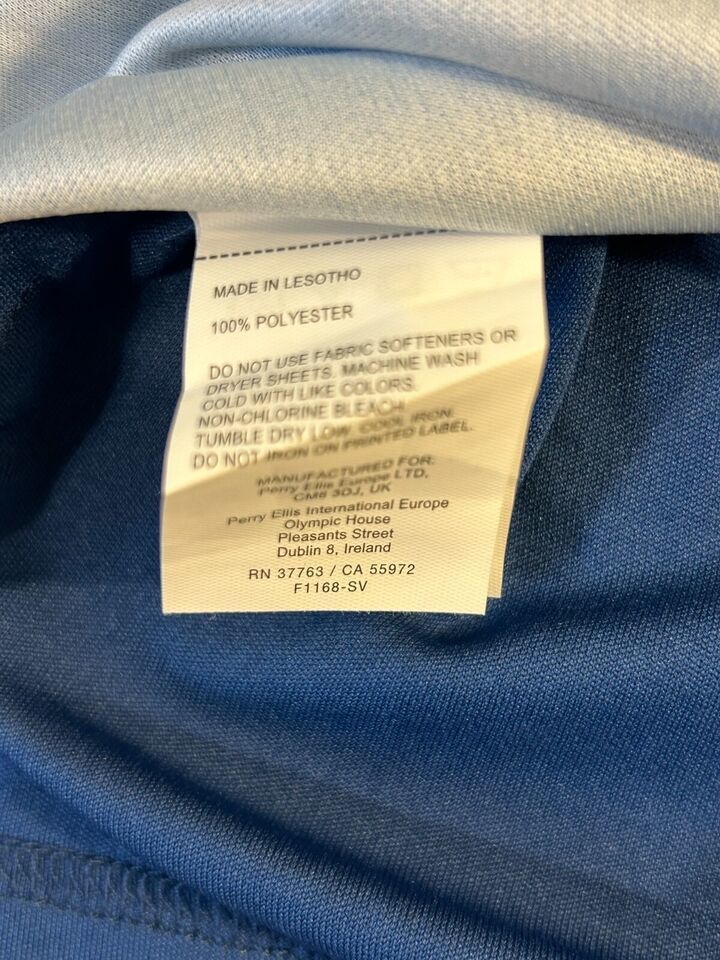 MADE IN LESOTHO
100% POLYESTER
DO NOT USE FABRIC SOFTENERS OR
DRYER SHEETS. MACHINE WASH
COLD WITH LIKE COLORS.
NON-CHLORINE BLEACH
TUMBLE DRY LOW. COOL IRON.
DO NOT IRON ON PRINTED LABEL.
MANUFACTURED FOR:
Perry Ellis Europe LTD,
CM6 3DJ, UK
Perry Ellis International Europe
Olympic House
Pleasants Street
Dublin 8, Ireland
RN 37763 / CA 55972
F1168-SV